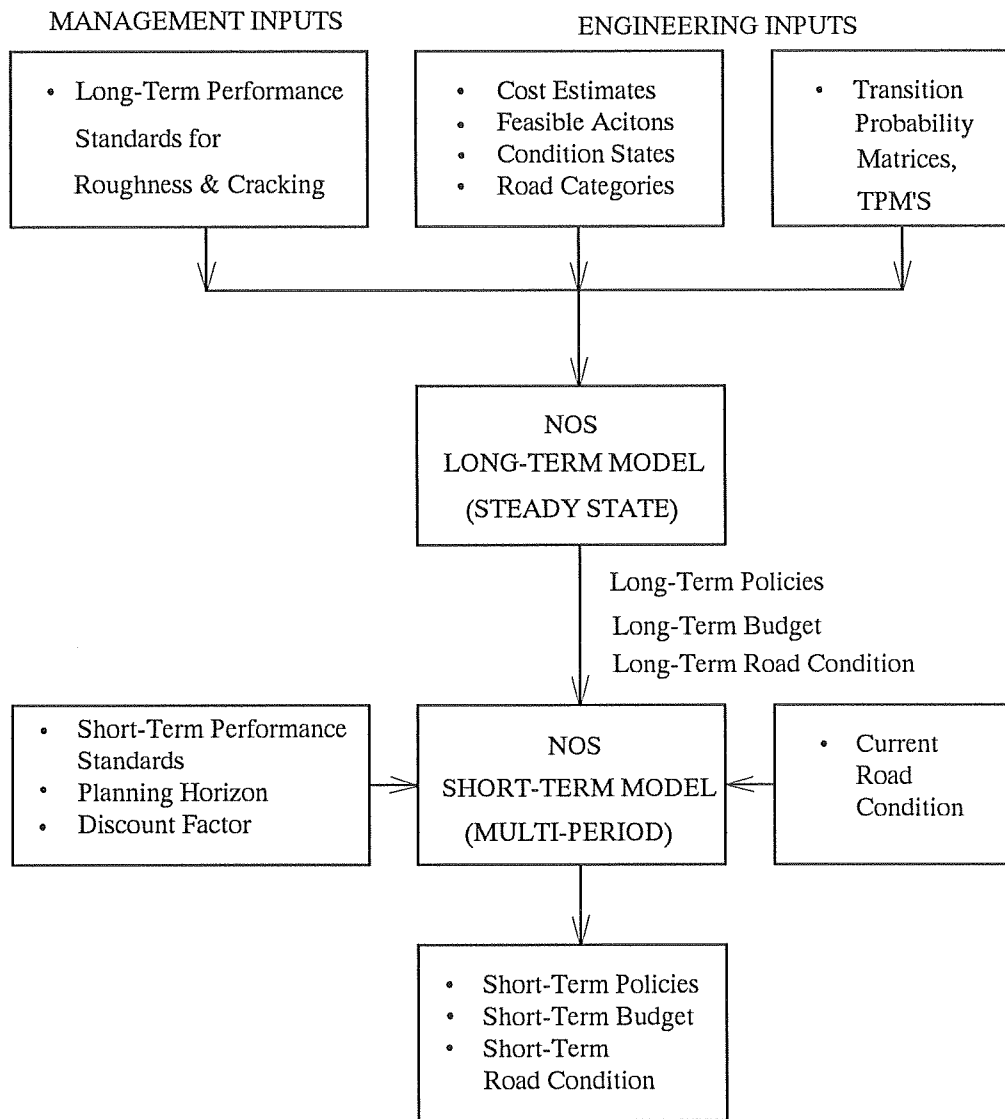 MANAGEMENT INPUTS
ENGINEERING INPUTS
• Long-Term Performance
Standards for
Roughness & Cracking
• Cost Estimates
• Feasible Acitons
• Condition States
• Road Categories
• Transition
Probability
Matrices,
TPM'S
NOS
LONG-TERM MODEL
(STEADY STATE)
Long-Term Policies
Long-Term Budget
Long-Term Road Condition
• Short-Term Performance
Standards
• Planning Horizon
• Discount Factor
NOS
SHORT-TERM MODEL
(MULTI-PERIOD)
• Current
Road
Condition
• Short-Term Policies
• Short-Term Budget
• Short-Term
Road Condition